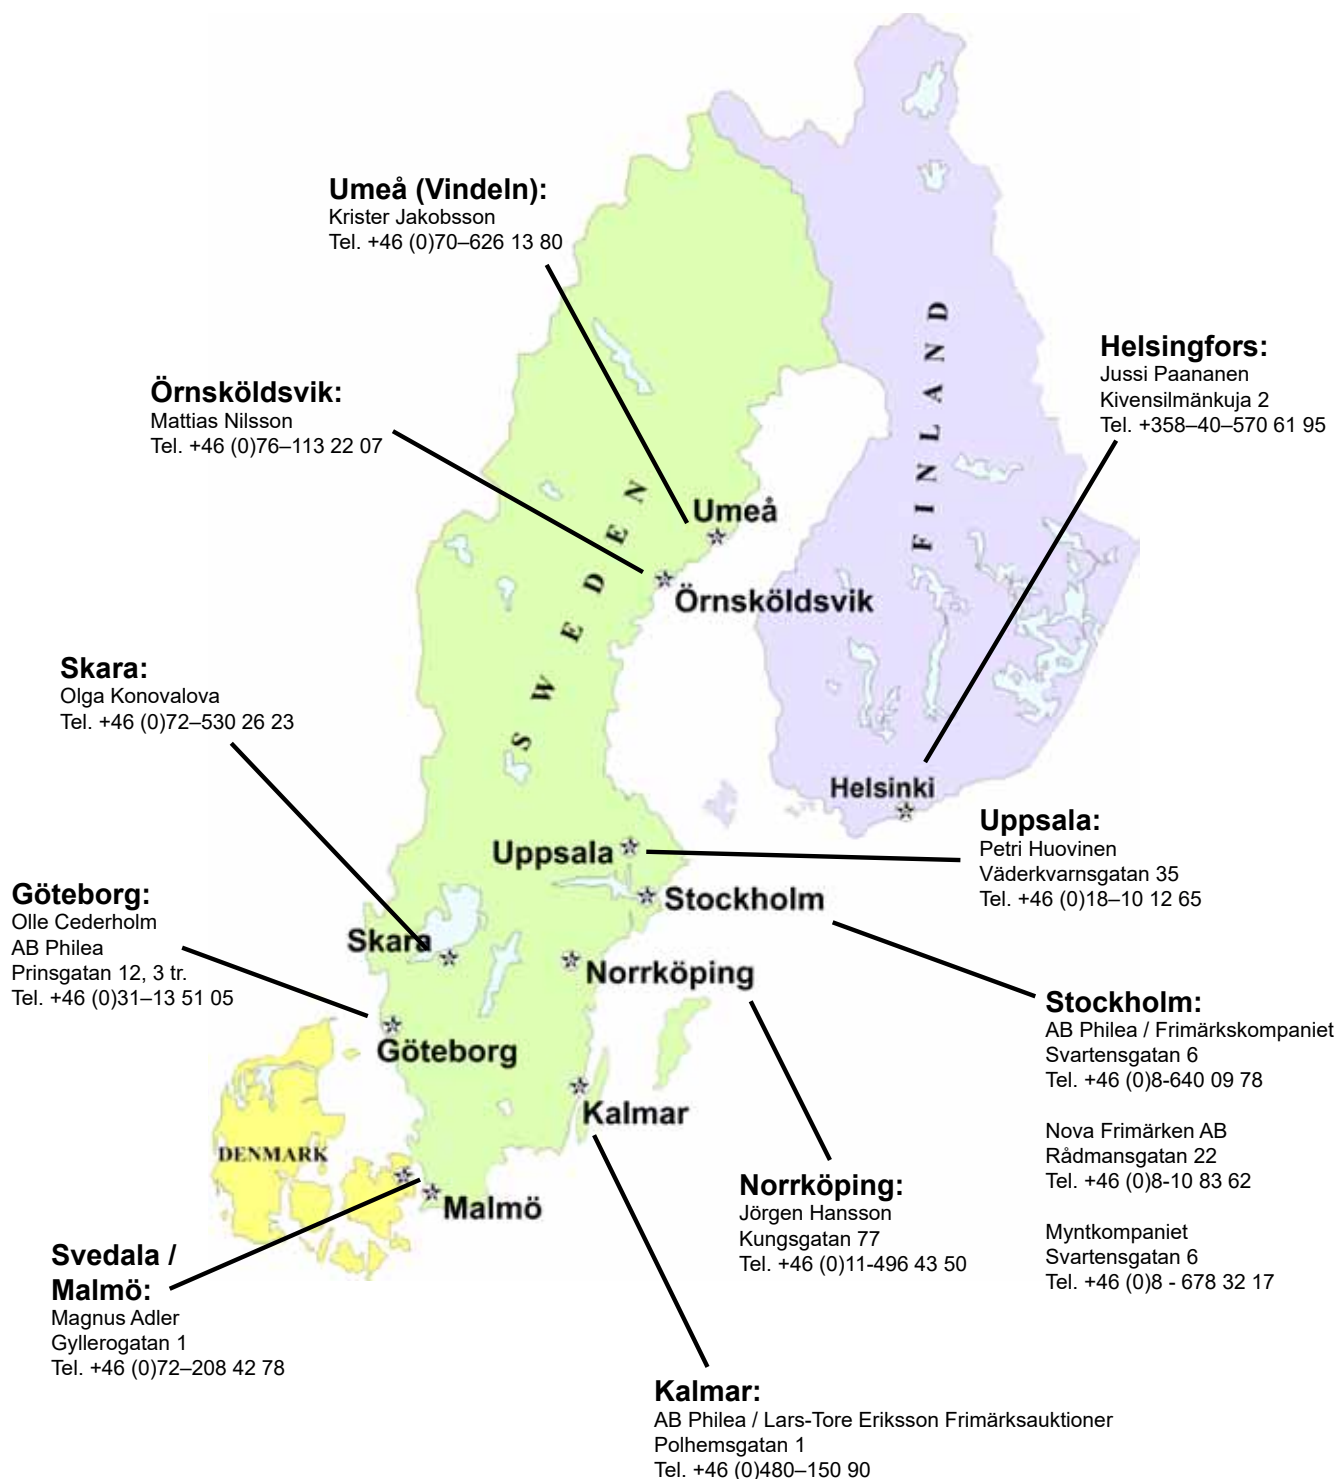 Umeå (Vindeln):
Krister Jakobsson
Tel. +46 (0)70–626 13 80
Örnsköldsvik:
Mattias Nilsson
Tel. +46 (0)76–113 22 07
Helsingfors:
Jussi Paananen
Kivensilmänkuja 2
Tel. +358–40–570 61 95
SWEDEN
FINLAND
Umeå
Örnsköldsvik
Skara:
Olga Konovalova
Tel. +46 (0)72–530 26 23
Helsinki
Uppsala
Stockholm
Skara
Norrköping
Göteborg
Kalmar
DENMARK
Malmö
Uppsala:
Petri Huovinen
Väderkvarnsgatan 35
Tel. +46 (0)18–10 12 65
Göteborg:
Olle Cederholm
AB Philea
Prinsgatan 12, 3 tr.
Tel. +46 (0)31–13 51 05
Stockholm:
AB Philea / Frimärkskompaniet
Svartensgatan 6
Tel. +46 (0)8-640 09 78
Nova Frimärken AB
Rådmansgatan 22
Tel. +46 (0)8-10 83 62
Myntkompaniet
Svartensgatan 6
Tel. +46 (0)8 - 678 32 17
Norrköping:
Jörgen Hansson
Kungsgatan 77
Tel. +46 (0)11-496 43 50
Svedala /
Malmö:
Magnus Adler
Gyllerogatan 1
Tel. +46 (0)72–208 42 78
Kalmar:
AB Philea / Lars-Tore Eriksson Frimärksauktioner
Polhemsgatan 1
Tel. +46 (0)480–150 90